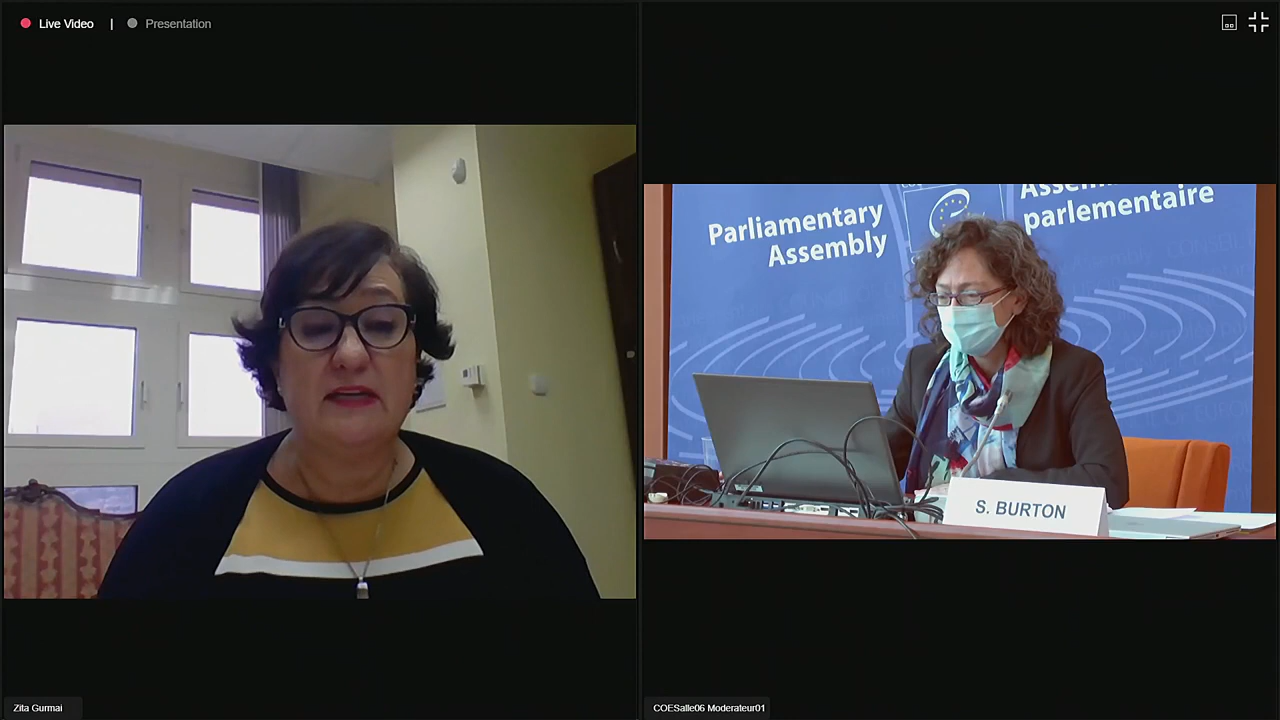 Live Video | Presentation
Parliamentary
Assembly
parlementaire
S. BURTON
Zita Gurmai
COESalle06 Moderateur01